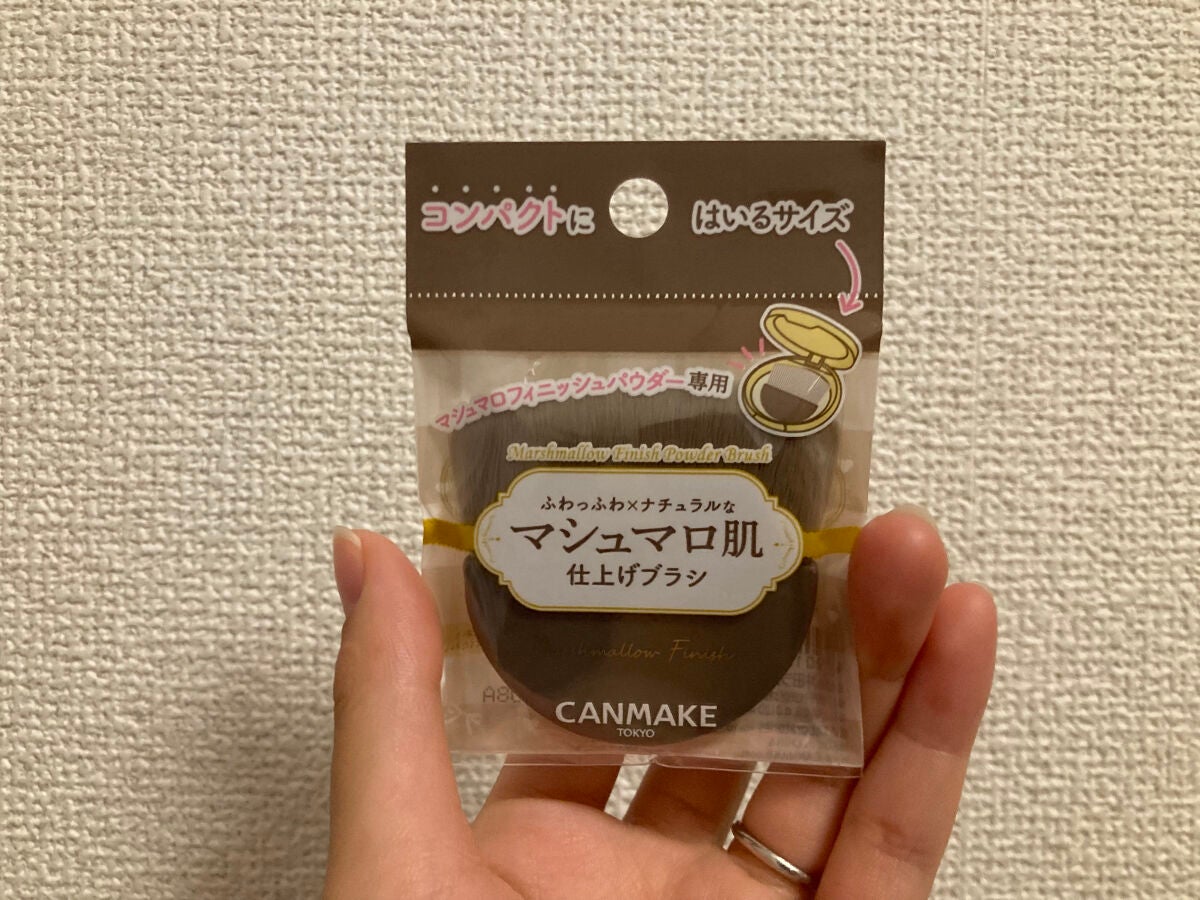 コンパクトに はいるサイズ
マシュマロフィニッシュパウダー専用
Marshmallow Finish Powder Brush
ふわっふわ×ナチュラルな
マシュマロ肌
仕上げブラシ
Marshmallow Finish
CANMAKE
TOKYO